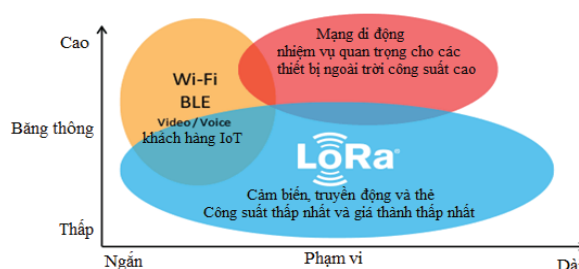 Cao
Mạng di động
nhiệm vụ quan trọng cho các
thiết bị ngoài trời công suất cao
Wi-Fi
BLE
Video / Voice
khách hàng IoT
Băng thông
LoRa®
Cảm biến, truyền động và thẻ
Công suất thấp nhất và giá thành thấp nhất
Thấp
Ngắn
Phạm vi
Dài